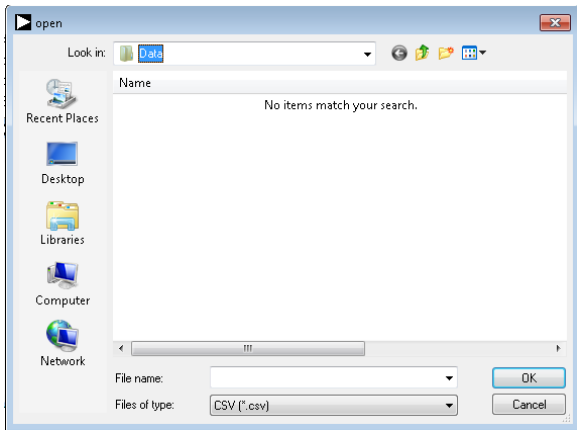 open
Look in:
Data
Name
No items match your search.
Recent Places
Desktop
Libraries
Computer
Network
File name:
OK
Files of type:
CSV (*.csv)
Cancel